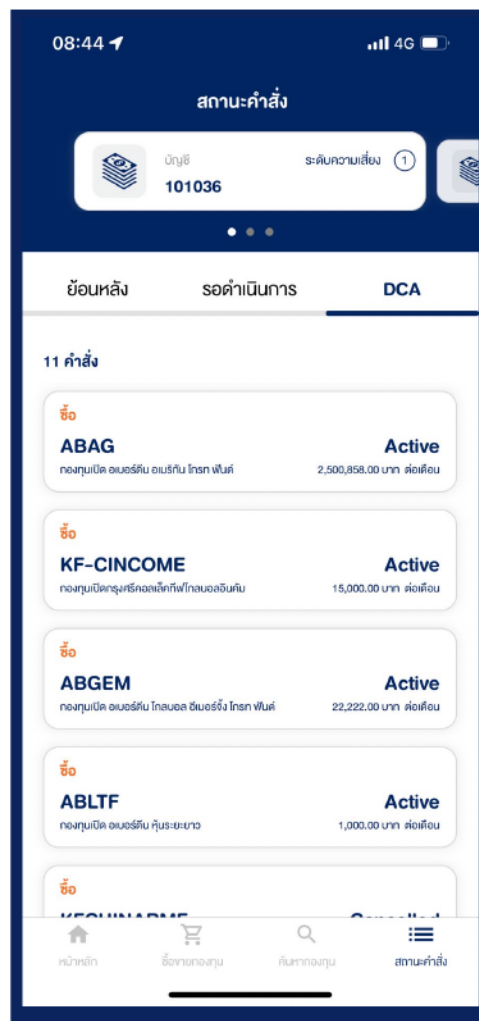 08:44
4G
สถานะคำสั่ง
บัญชี
ระดับความเสี่ยง 1
101036
ย้อนหลัง รอดำเนินการ DCA
11 คำสั่ง
ซื้อ
ABAG Active
กองทุนเปิด อเบอร์ดีน อเมริกัน โกรท ฟันด์ 2,500,858.00 บาท ต่อเดือน
ซื้อ
KF-CINCOME Active
กองทุนเปิดกรุงศรีคอลเล็คทีฟโกลบอลอินคัม 15,000.00 บาท ต่อเดือน
ซื้อ
ABGEM Active
กองทุนเปิด อเบอร์ดีน โกลบอล อีเมอร์จิ้ง โกรท ฟันด์ 22,222.00 บาท ต่อเดือน
ซื้อ
ABLTF Active
กองทุนเปิด อเบอร์ดีน หุ้นระยะยาว 1,000.00 บาท ต่อเดือน
ซื้อ
Cancelled
หน้าหลัก ซื้อขายกองทุน ค้นหากองทุน สถานะคำสั่ง